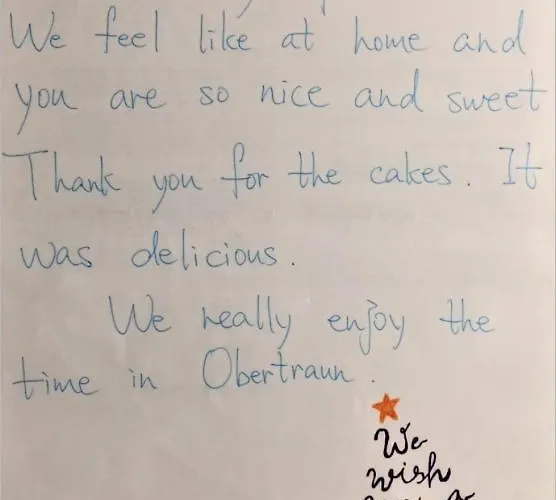 We feel like at home and
you are so nice and sweet
Thank you for the cakes. It
was delicious.
We really enjoy the
time in Obertraun.
We
wish